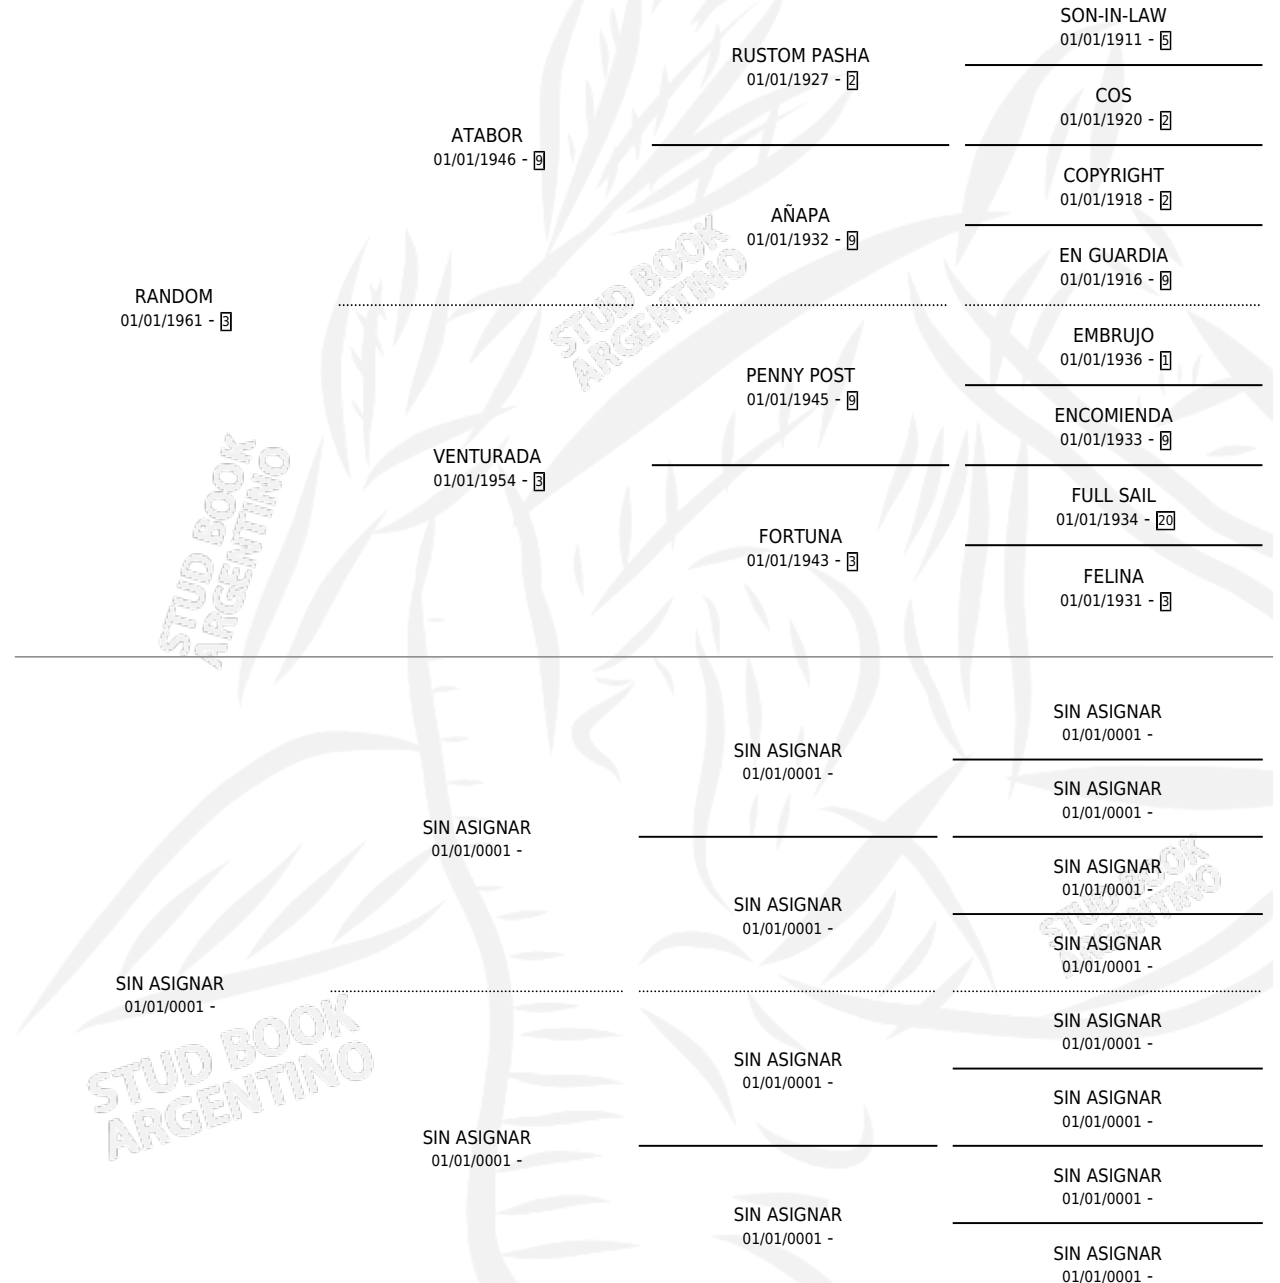 SON-IN-LAW
01/01/1911 - 5
RUSTOM PASHA
01/01/1927 - 2
COS
01/01/1920 - 2
ATABOR
01/01/1946 - 9
COPYRIGHT
01/01/1918 - 2
AÑAPA
01/01/1932 - 9
EN GUARDIA
01/01/1916 - 9
RANDOM
01/01/1961 - 3
EMBRUJO
01/01/1936 - 1
PENNY POST
01/01/1945 - 9
ENCOMIENDA
01/01/1933 - 9
VENTURADA
01/01/1954 - 3
FULL SAIL
01/01/1934 - 20
FORTUNA
01/01/1943 - 3
FELINA
01/01/1931 - 3
STUD BOOK
ARGENTINO
STUD BOOK
ARGENTINO
SIN ASIGNAR
01/01/0001 -
SIN ASIGNAR
01/01/0001 -
SIN ASIGNAR
01/01/0001 -
SIN ASIGNAR
01/01/0001 -
SIN ASIGNAR
01/01/0001 -
SIN ASIGNAR
01/01/0001 -
SIN ASIGNAR
01/01/0001 -
SIN ASIGNAR
01/01/0001 -
SIN ASIGNAR
01/01/0001 -
SIN ASIGNAR
01/01/0001 -
SIN ASIGNAR
01/01/0001 -
SIN ASIGNAR
01/01/0001 -
SIN ASIGNAR
01/01/0001 -
SIN ASIGNAR
01/01/0001 -
SIN ASIGNAR
01/01/0001 -
STUD BOOK
ARGENTINO
STUD BOOK
ARGENTINO